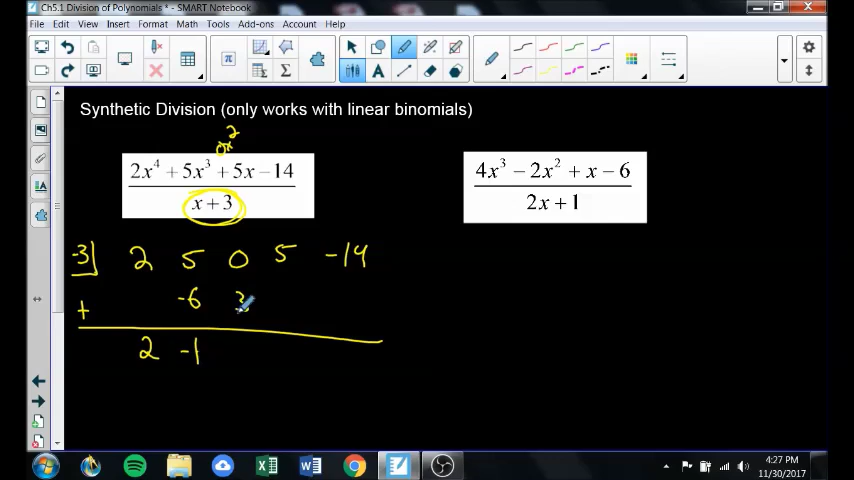 Ch5.1 Division of Polynomials * - SMART Notebook
File Edit View Insert Format Math Tools Add-ons Account Help
Synthetic Division (only works with linear binomials)
0x²
2x⁴ + 5x³ + 5x − 14
x + 3
4x³ − 2x² + x − 6
2x + 1
-3 2 5 0 5 -14
+ -6 3
2 -1
4:27 PM
11/30/2017